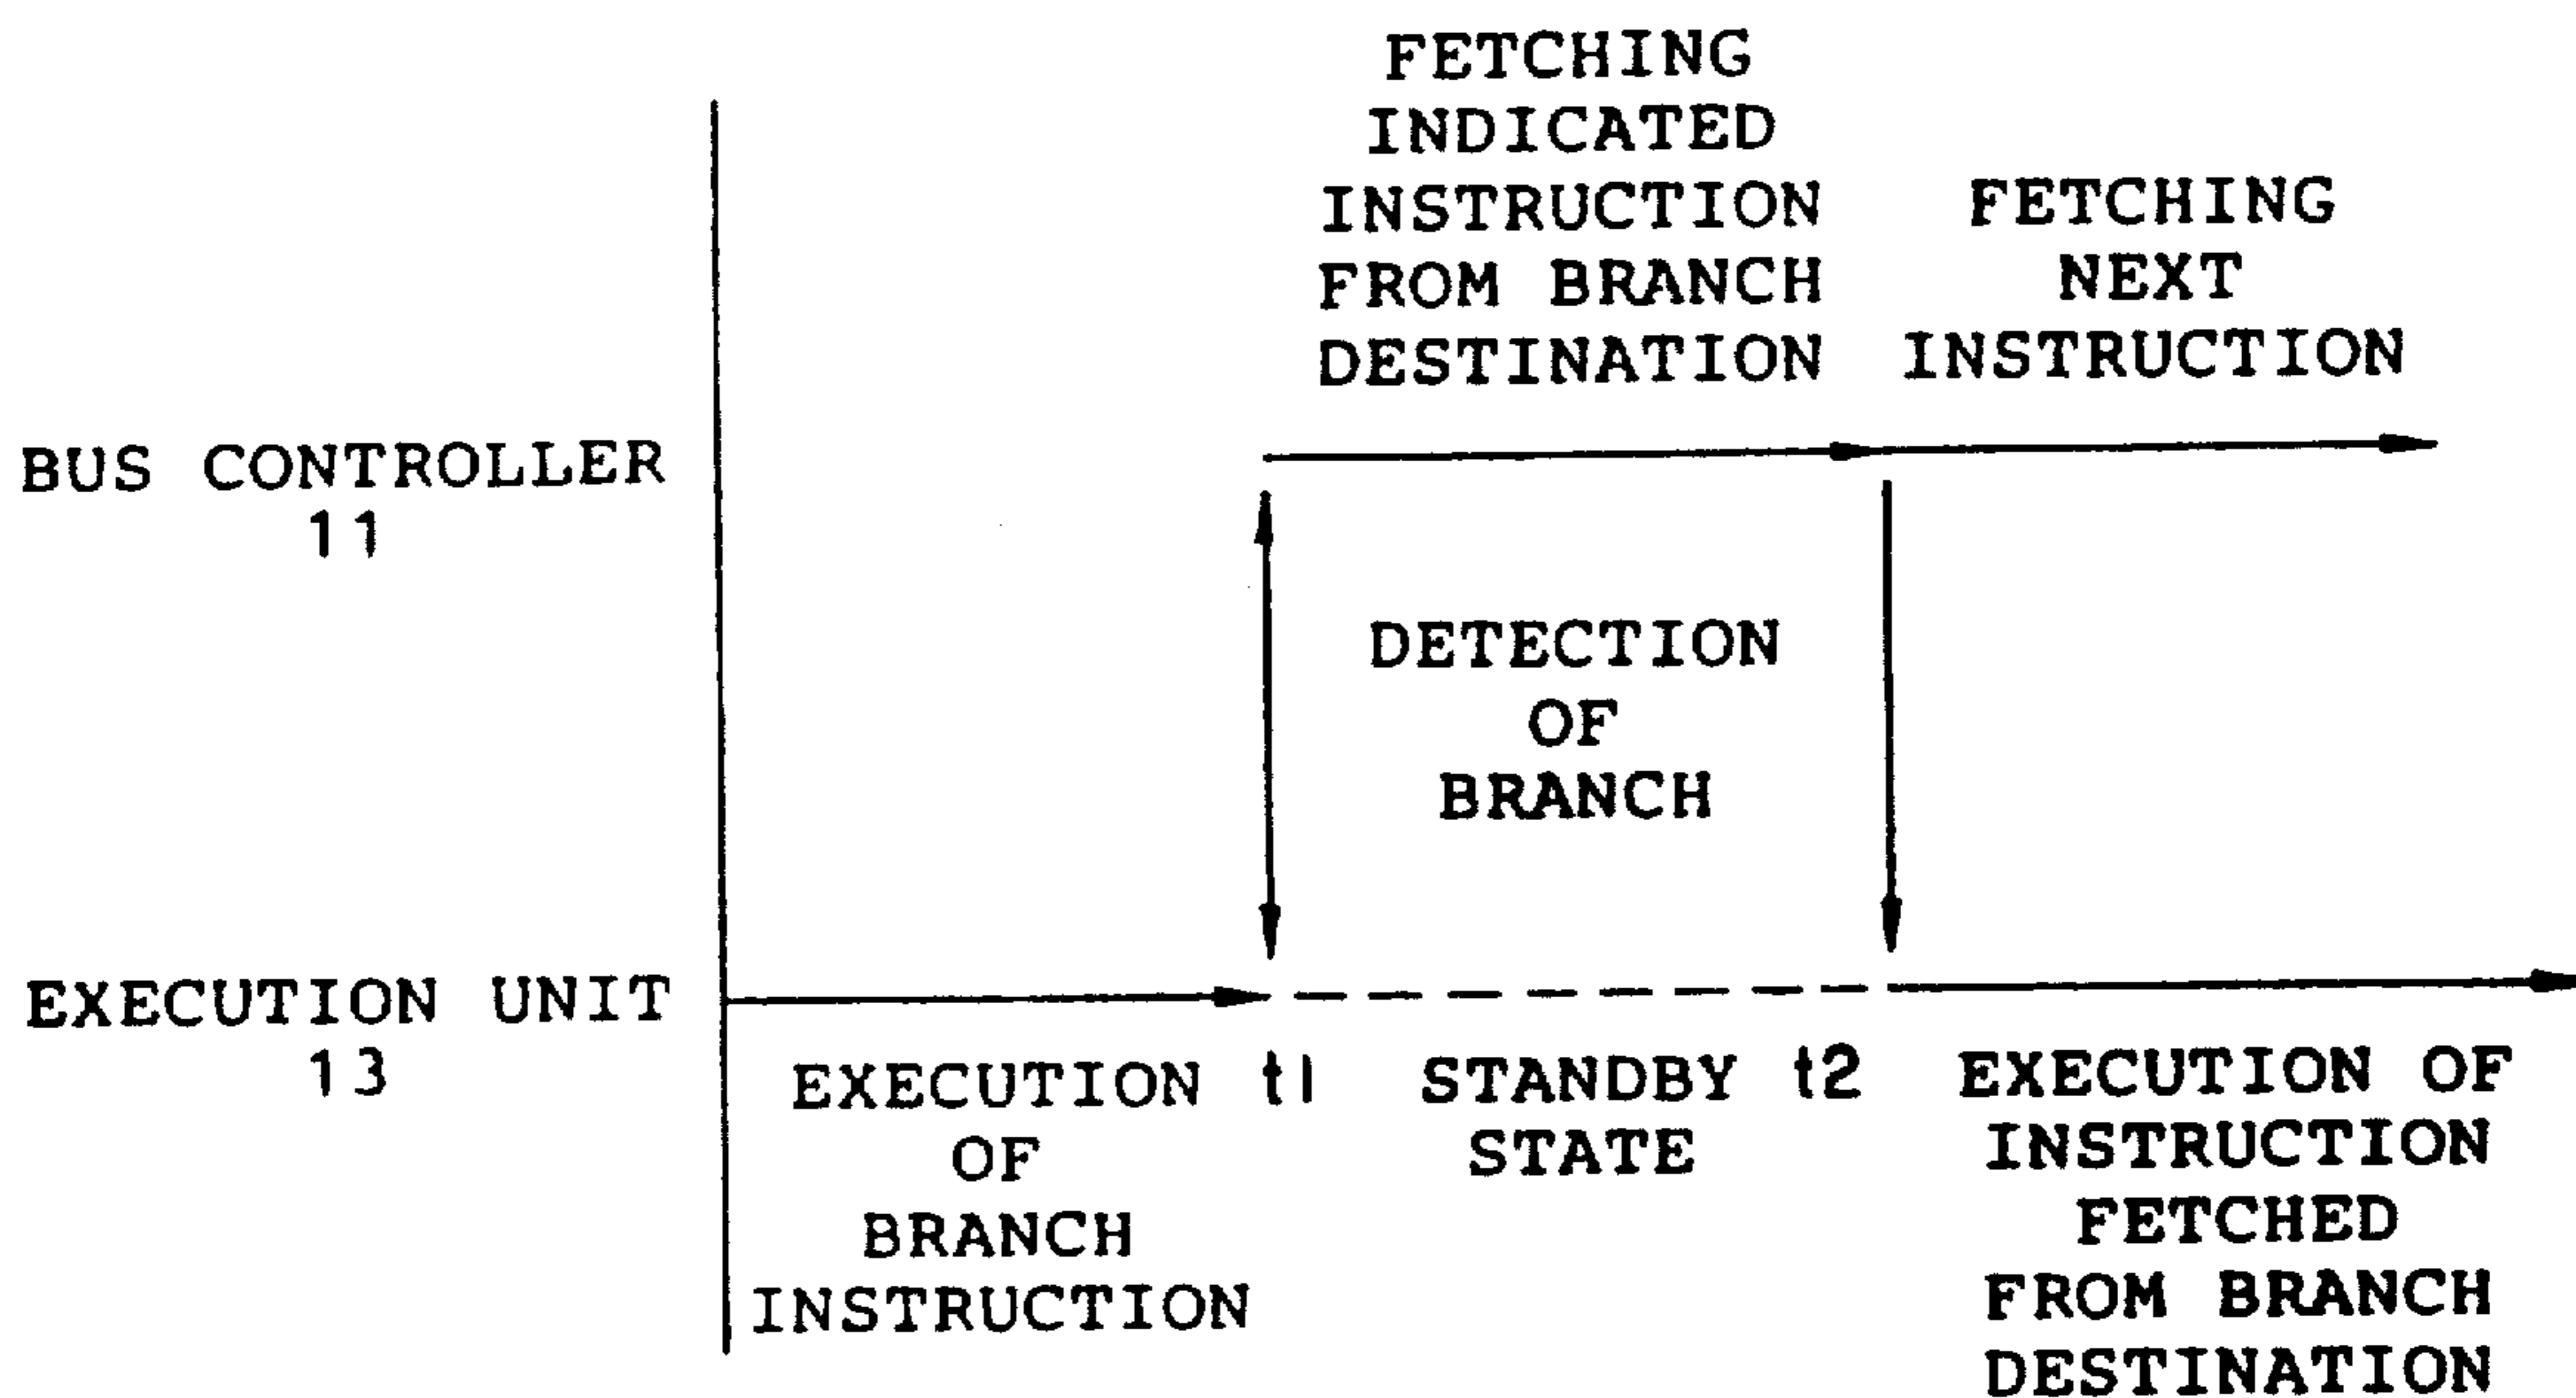 FETCHING
INDICATED
INSTRUCTION
FROM BRANCH
DESTINATION
FETCHING
NEXT
INSTRUCTION
BUS CONTROLLER
11
DETECTION
OF
BRANCH
EXECUTION UNIT
13
EXECUTION
OF
BRANCH
INSTRUCTION
t1
STANDBY
STATE
t2
EXECUTION OF
INSTRUCTION
FETCHED
FROM BRANCH
DESTINATION